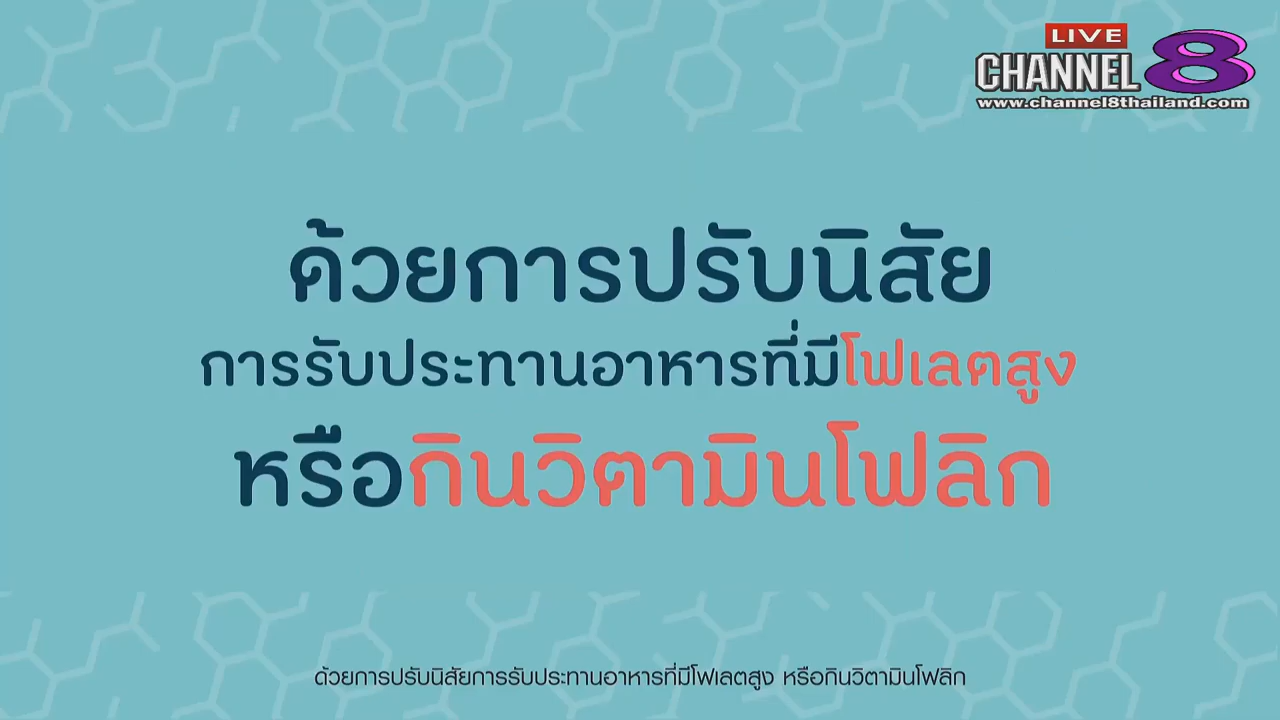 LIVE
CHANNEL 8
www.channel8thailand.com
ด้วยการปรับนิสัย
การรับประทานอาหารที่มีโฟเลตสูง
หรือกินวิตามินโฟลิก
ด้วยการปรับนิสัยการรับประทานอาหารที่มีโฟเลตสูง หรือกินวิตามินโฟลิก